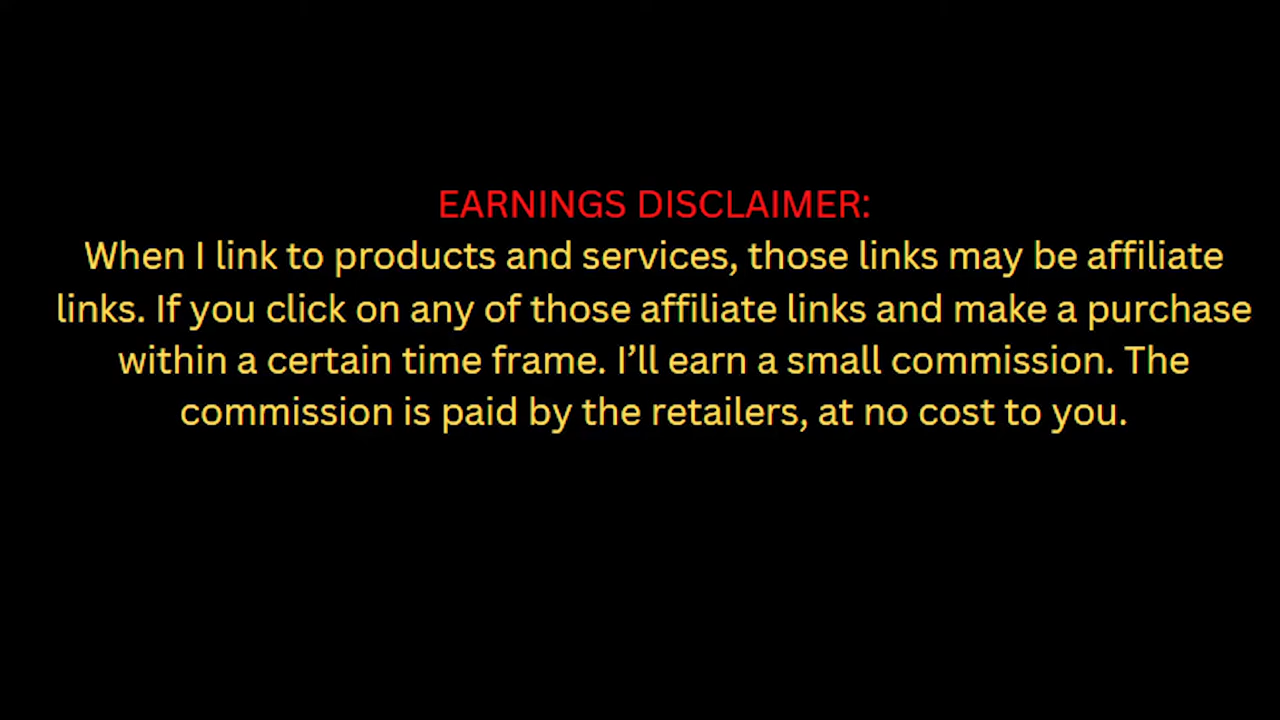 EARNINGS DISCLAIMER:
When I link to products and services, those links may be affiliate
links. If you click on any of those affiliate links and make a purchase
within a certain time frame. I’ll earn a small commission. The
commission is paid by the retailers, at no cost to you.